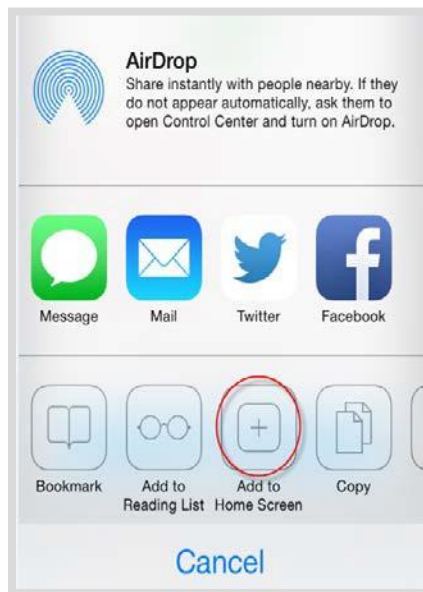 AirDrop
Share instantly with people nearby. If they
do not appear automatically, ask them to
open Control Center and turn on AirDrop.
Message Mail Twitter Facebook
Bookmark Add to Add to Copy
Reading List Home Screen
Cancel